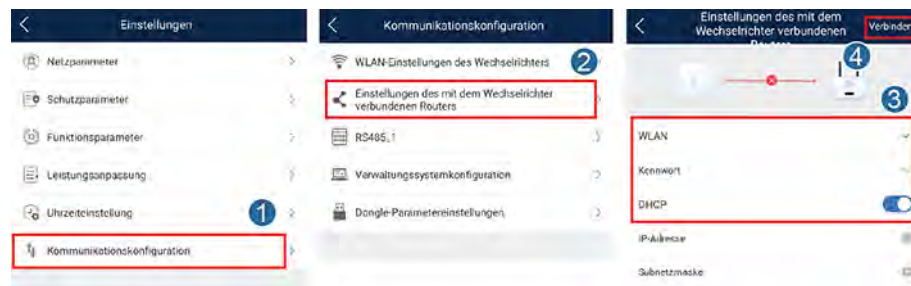 Einstellungen
Netzparameter
Schutzparameter
Funktionsparameter
Leistungsanpassung
Uhrzeiteinstellung
1
Kommunikationskonfiguration
Kommunikationskonfiguration
WLAN-Einstellungen des Wechselrichters
2
Einstellungen des mit dem Wechselrichter
verbundenen Routers
RS485_1
Verwaltungssystemkonfiguration
Dongle-Parametereinstellungen
Einstellungen des mit dem
Wechselrichter verbundenen
Routers
Verbinden
4
3
WLAN
Kennwort
DHCP
IP-Adresse
Subnetzmaske